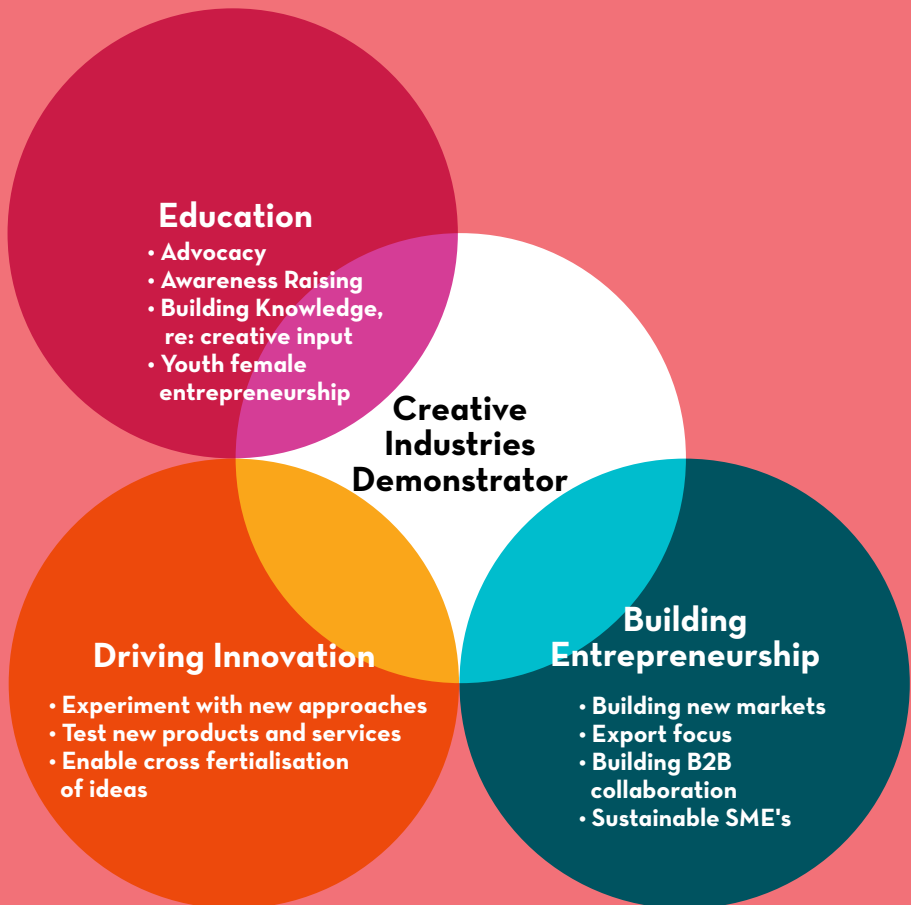 Education
• Advocacy
• Awareness Raising
• Building Knowledge,
re: creative input
• Youth female
entrepreneurship
Creative
Industries
Demonstrator
Driving Innovation
• Experiment with new approaches
• Test new products and services
• Enable cross fertialisation
of ideas
Building
Entrepreneurship
• Building new markets
• Export focus
• Building B2B
collaboration
• Sustainable SME's